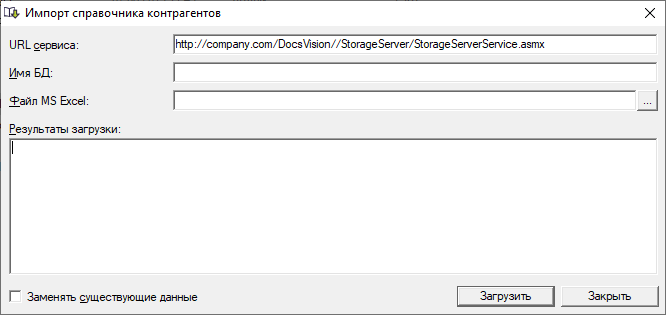 Импорт справочника контрагентов
URL сервиса: http://company.com/DocsVision//StorageServer/StorageServerService.asmx
Имя БД:
Файл MS Excel: ...
Результаты загрузки:
Заменять существующие данные Загрузить Закрыть